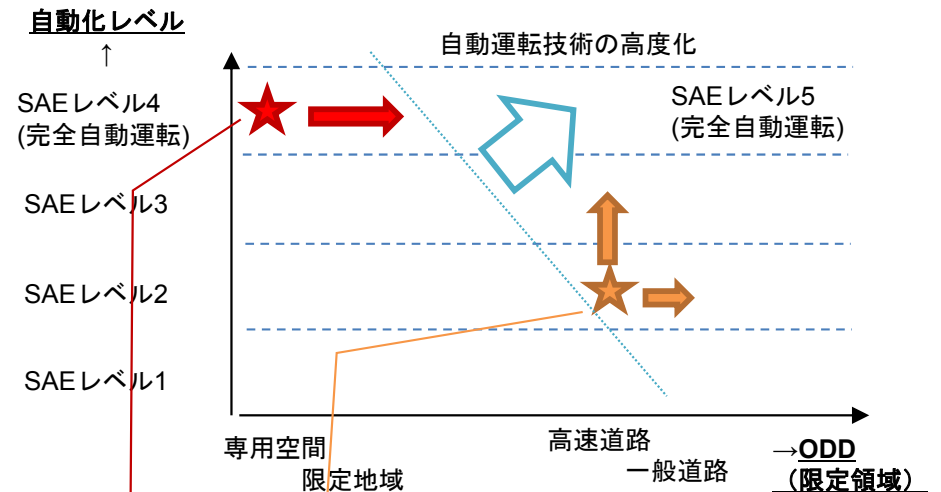 自動化レベル
↑
自動運転技術の高度化
SAEレベル4
(完全自動運転)
SAEレベル5
(完全自動運転)
SAEレベル3
SAEレベル2
SAEレベル1
専用空間
限定地域
高速道路
一般道路
→ODD
(限定領域)